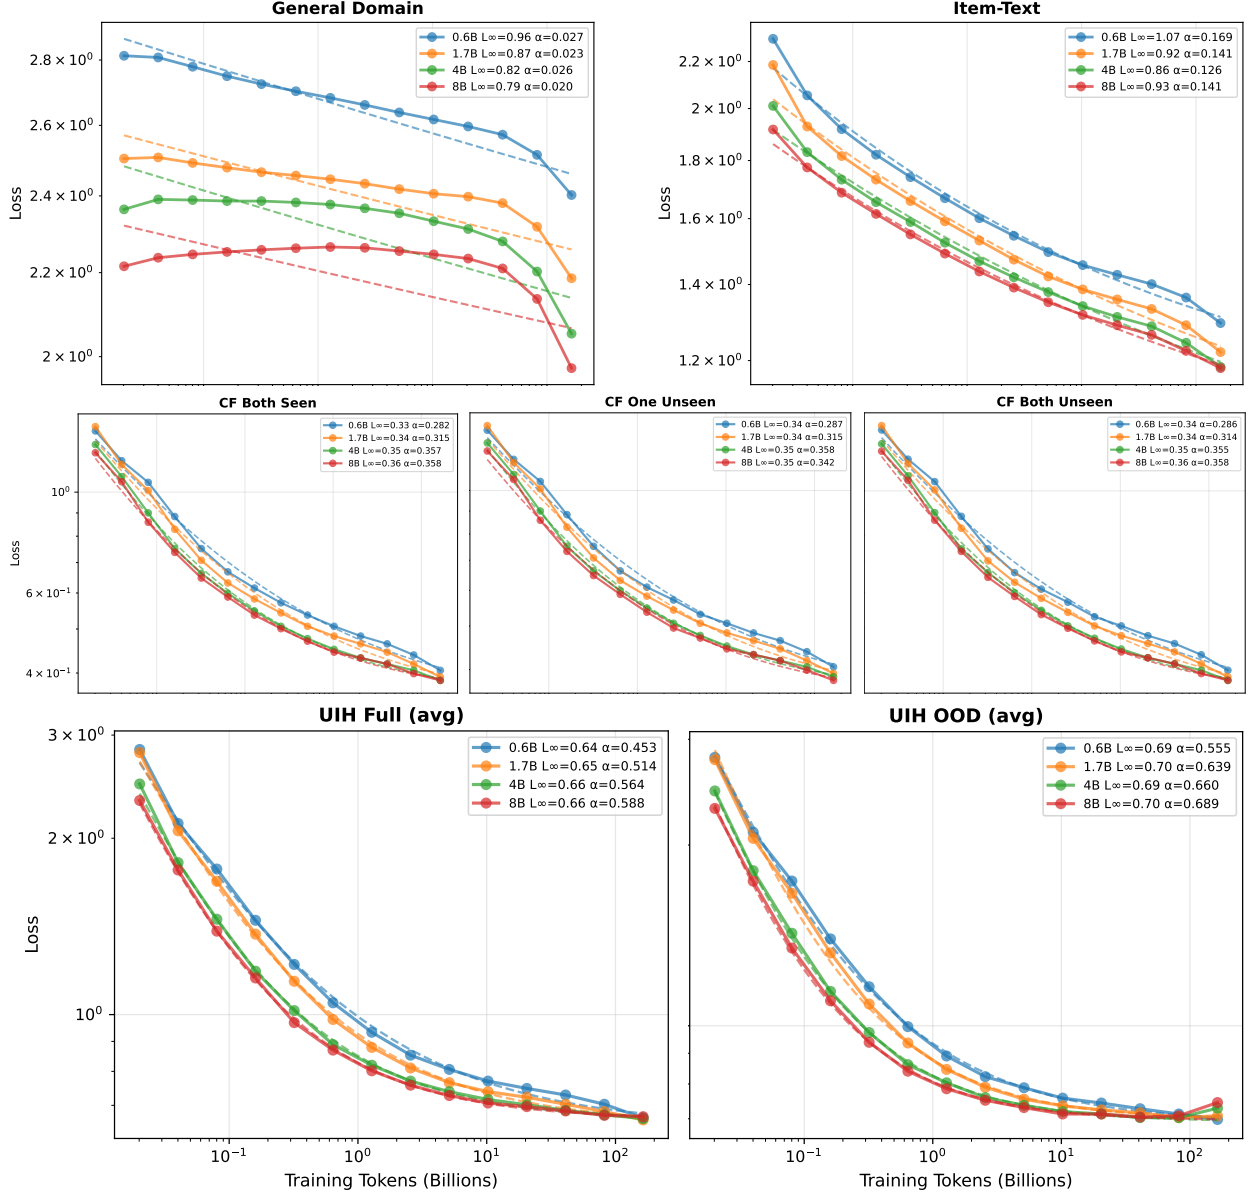 General Domain
Item-Text
0.6B L∞=0.96 α=0.027
1.7B L∞=0.87 α=0.023
4B L∞=0.82 α=0.026
8B L∞=0.79 α=0.020
2.8 × 10⁰
2.6 × 10⁰
2.4 × 10⁰
2.2 × 10⁰
2 × 10⁰
Loss
0.6B L∞=1.07 α=0.169
1.7B L∞=0.92 α=0.141
4B L∞=0.86 α=0.126
8B L∞=0.93 α=0.141
2.2 × 10⁰
2 × 10⁰
1.8 × 10⁰
1.6 × 10⁰
1.4 × 10⁰
1.2 × 10⁰
Loss
CF Both Seen
0.6B L∞=0.33 α=0.282
1.7B L∞=0.34 α=0.315
4B L∞=0.35 α=0.357
8B L∞=0.36 α=0.358
10⁰
6 × 10⁻¹
4 × 10⁻¹
Loss
CF One Unseen
0.6B L∞=0.34 α=0.287
1.7B L∞=0.34 α=0.315
4B L∞=0.35 α=0.358
8B L∞=0.35 α=0.342
CF Both Unseen
0.6B L∞=0.34 α=0.286
1.7B L∞=0.34 α=0.314
4B L∞=0.35 α=0.355
8B L∞=0.36 α=0.358
UIH Full (avg)
0.6B L∞=0.64 α=0.453
1.7B L∞=0.65 α=0.514
4B L∞=0.66 α=0.564
8B L∞=0.66 α=0.588
3 × 10⁰
2 × 10⁰
10⁰
Loss
10⁻¹
10⁰
10¹
10²
Training Tokens (Billions)
UIH OOD (avg)
0.6B L∞=0.69 α=0.555
1.7B L∞=0.70 α=0.639
4B L∞=0.69 α=0.660
8B L∞=0.70 α=0.689
10⁻¹
10⁰
10¹
10²
Training Tokens (Billions)